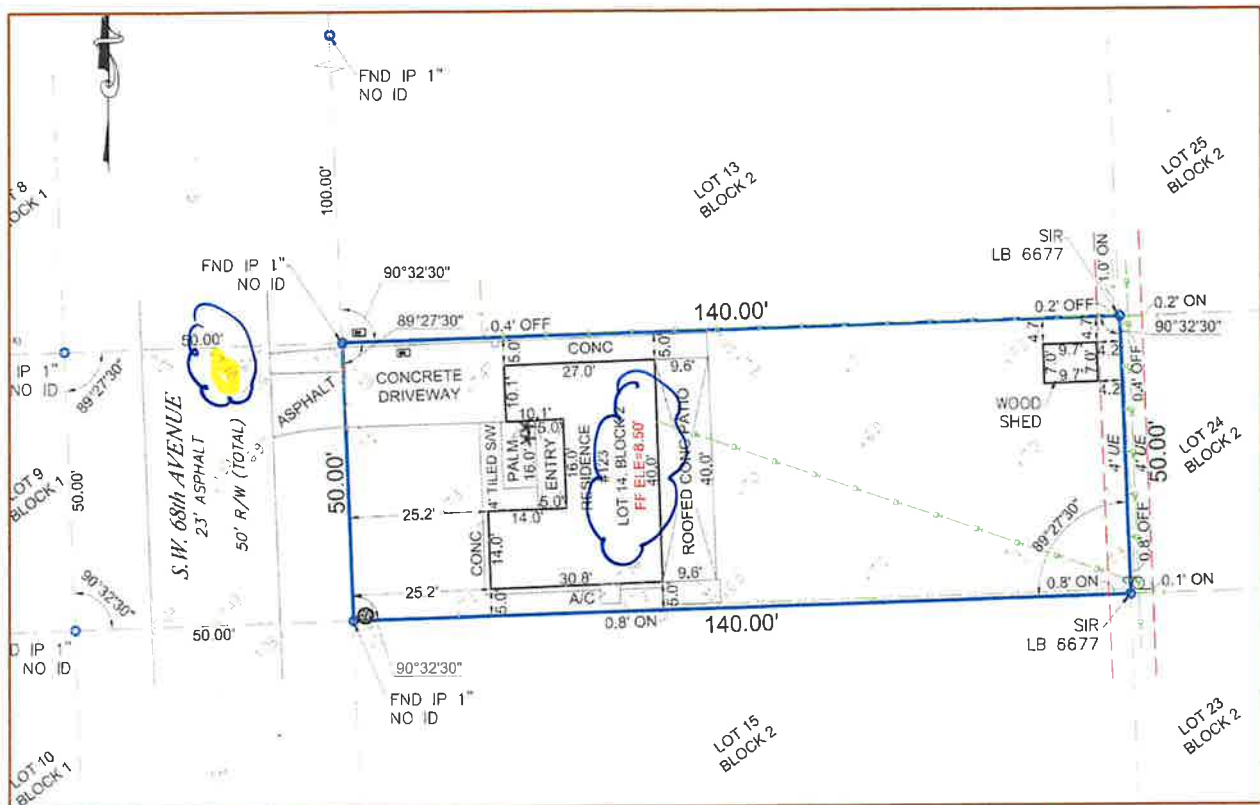 FND IP 1"
NO ID
100.00'
LOT 13
BLOCK 2
LOT 25
BLOCK 2
FND IP 1"
NO ID
90°32'30"
89°27'30"
SIR
LB 6677
1.0' ON
0.2' OFF
0.2' ON
90°32'30"
50.00'
0.4' OFF
140.00'
5.0'
CONC
5.0'
27.0'
9.6'
4.7'
4.7'
4.2'
9.7'
7.0'
7.0'
9.7'
4.2'
0.4' OFF
IP 1"
NO ID
89°27'30"
ASPHALT
CONCRETE
DRIVEWAY
10.1'
10.1'
5.0'
WOOD
SHED
S.W. 68th AVENUE
23' ASPHALT
50' R/W (TOTAL)
LOT 9
BLOCK 1
50.00'
50.00'
4' TILED S/W
PALM
16.0'
ENTRY
16.0'
5.0'
14.0'
RESIDENCE
#123
LOT 14, BLOCK 2
FF ELE=8.50'
40.0'
ROOFED CONC PATIO
40.0'
4' UE
4' UE
50.00'
LOT 24
BLOCK 2
25.2'
CONC
14.0'
30.8'
9.6'
89°27'30"
0.8' OFF
25.2'
5.0'
A/C
5.0'
0.8' ON
0.1' ON
90°32'30"
50.00'
0.8' ON
140.00'
IP 1"
NO ID
90°32'30"
FND IP 1"
NO ID
SIR
LB 6677
LOT 15
BLOCK 2
LOT 23
BLOCK 2
LOT 10
BLOCK 1